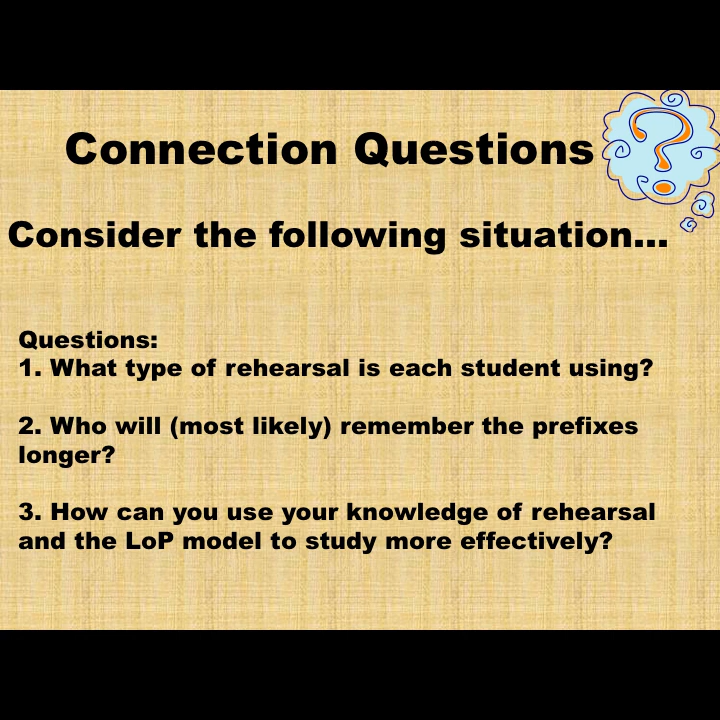 Connection Questions
Consider the following situation...
Questions:
1. What type of rehearsal is each student using?
2. Who will (most likely) remember the prefixes
longer?
3. How can you use your knowledge of rehearsal
and the LoP model to study more effectively?